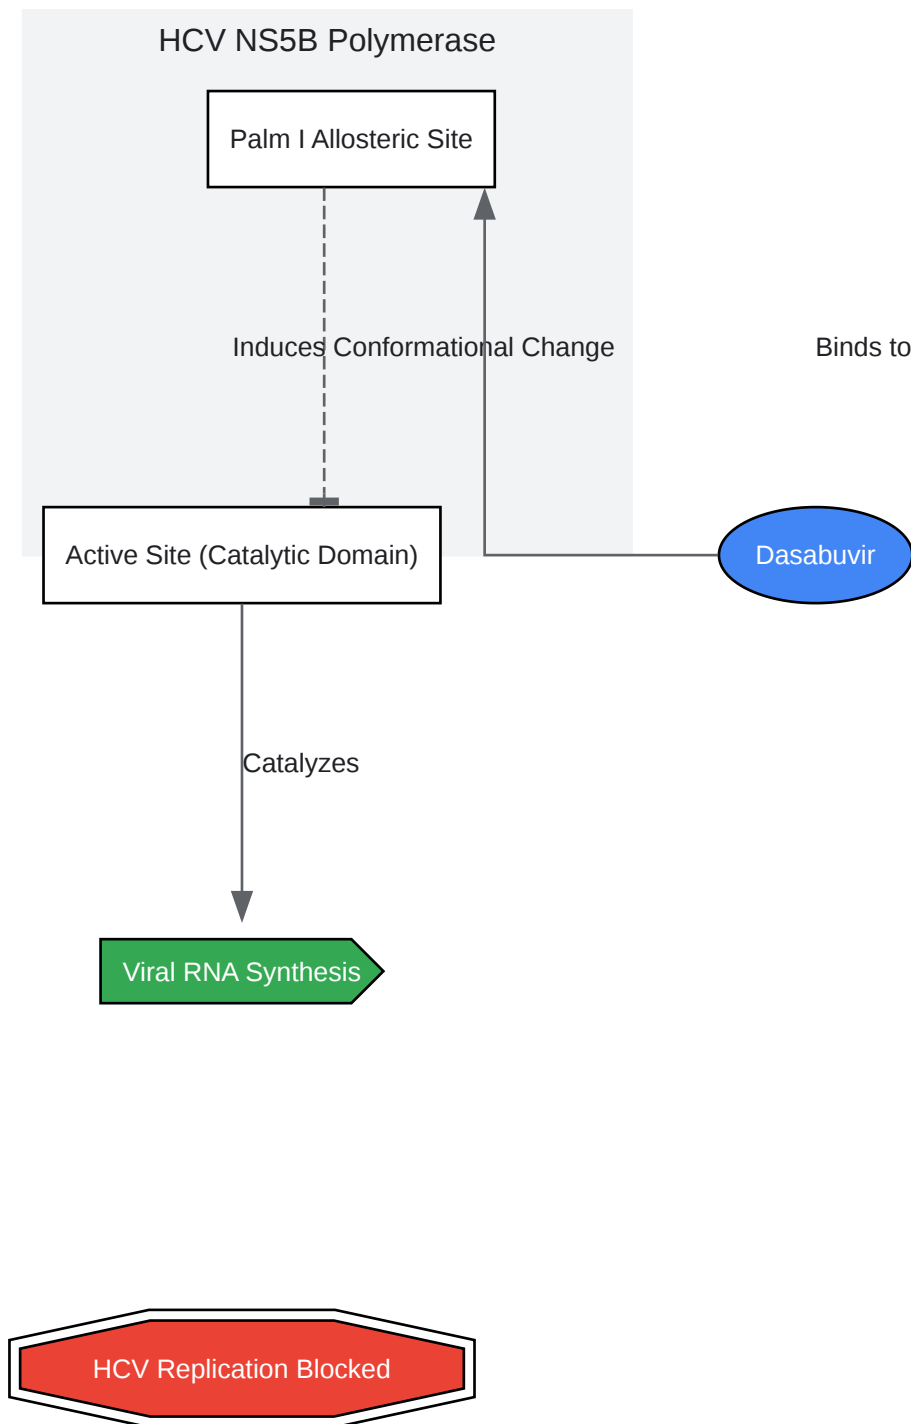 HCV NS5B Polymerase
Palm I Allosteric Site
Induces Conformational Change
Binds to
Active Site (Catalytic Domain)
Dasabuvir
Catalyzes
Viral RNA Synthesis
HCV Replication Blocked